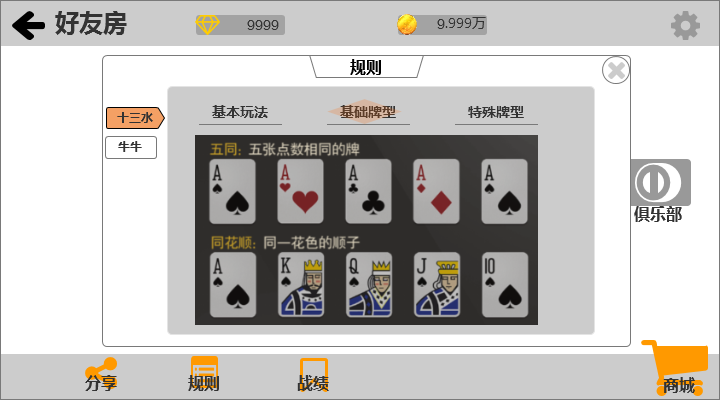 好友房
9999
9.999万
规则
十三水
牛牛
基本玩法
基础牌型
特殊牌型
五同：五张点数相同的牌
A A A A A
同花顺：同一花色的顺子
A K Q J 10
俱乐部
分享
规则
战绩
商城